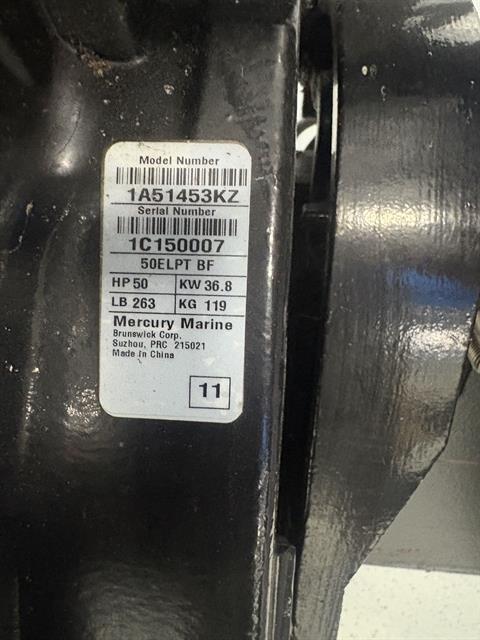 Model Number
1A51453KZ
Serial Number
1C150007
50ELPT BF
HP 50 KW 36.8
LB 263 KG 119
Mercury Marine
Brunswick Corp.
Suzhou, PRC 215021
Made in China
11